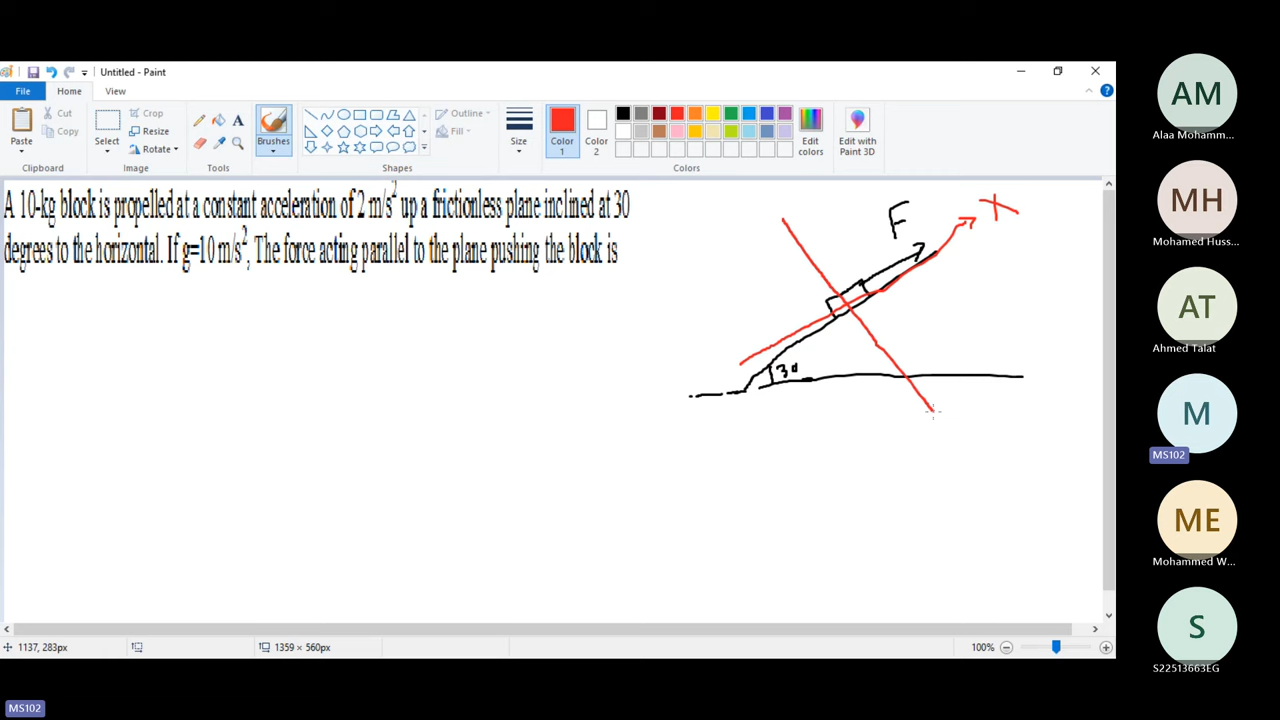 Untitled - Paint
File
Home
View
Paste
Cut
Copy
Clipboard
Select
Crop
Resize
Rotate
Image
Tools
Brushes
Outline
Fill
Shapes
Size
Color 1
Color 2
Edit colors
Edit with Paint 3D
Colors
A 10-kg block is propelled at a constant acceleration of 2 m/s² up a frictionless plane inclined at 30
degrees to the horizontal. If g=10 m/s², The force acting parallel to the plane pushing the block is
F
X
30
1137, 283px
1359 × 560px
100%
AM
Alaa Mohamm...
MH
Mohamed Huss...
AT
Ahmed Talat
M
MS102
ME
Mohammed W...
S
S22513663EG
MS102